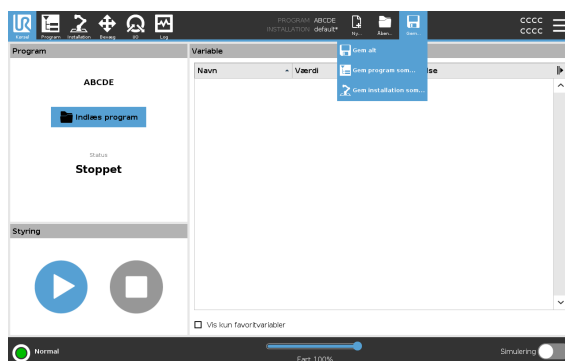 PROGRAM ABCDE
INSTALLATION default*
Kørsel
Program
Installation
Bevæg
I/O
Log
Ny...
Åben...
Gem...
CCCC
CCCC
Gem alt
Gem program som...
Gem installation som...
Program
ABCDE
Indlæs program
Status
Stoppet
Styring
Variable
Navn
Værdi
lse
Vis kun favoritvariabler
Normal
Fart 100%
Simulering